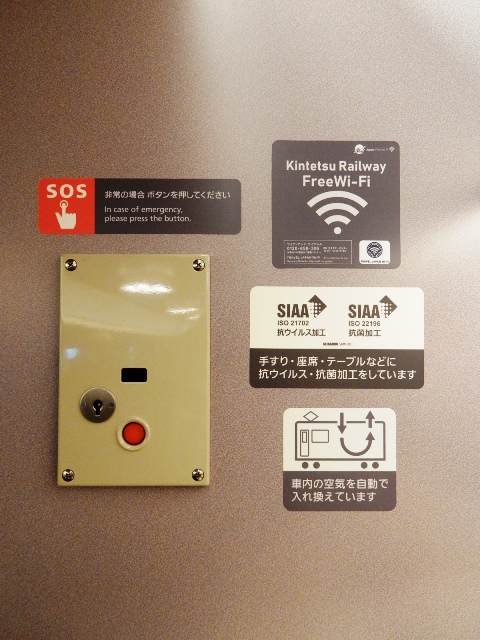 SOS
非常の場合 ボタンを押してください
In case of emergency,
please press the button.
Kintetsu Railway
FreeWi-Fi
SIAA
ISO 21702
抗ウイルス加工
SIAA
ISO 22196
抗菌加工
手すり・座席・テーブルなどに
抗ウイルス・抗菌加工をしています
車内の空気を自動で
入れ換えています